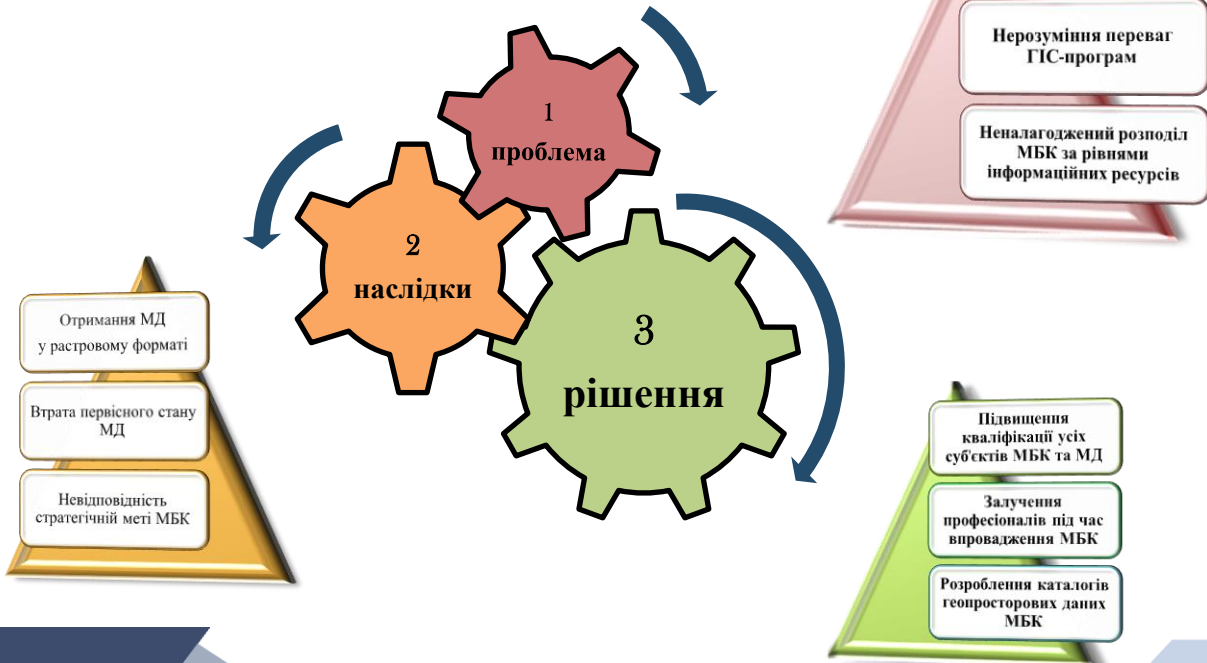 1
проблема
2
наслідки
3
рішення
Нерозуміння переваг
ГІС-програм
Неналагоджений розподіл
МБК за рівнями
інформаційних ресурсів
Отримання МД
у растровому форматі
Втрата первісного стану
МД
Невідповідність
стратегічній меті МБК
Підвищення
кваліфікації усіх
суб'єктів МБК та МД
Залучення
професіоналів під час
впровадження МБК
Розроблення каталогів
геопросторових даних
МБК